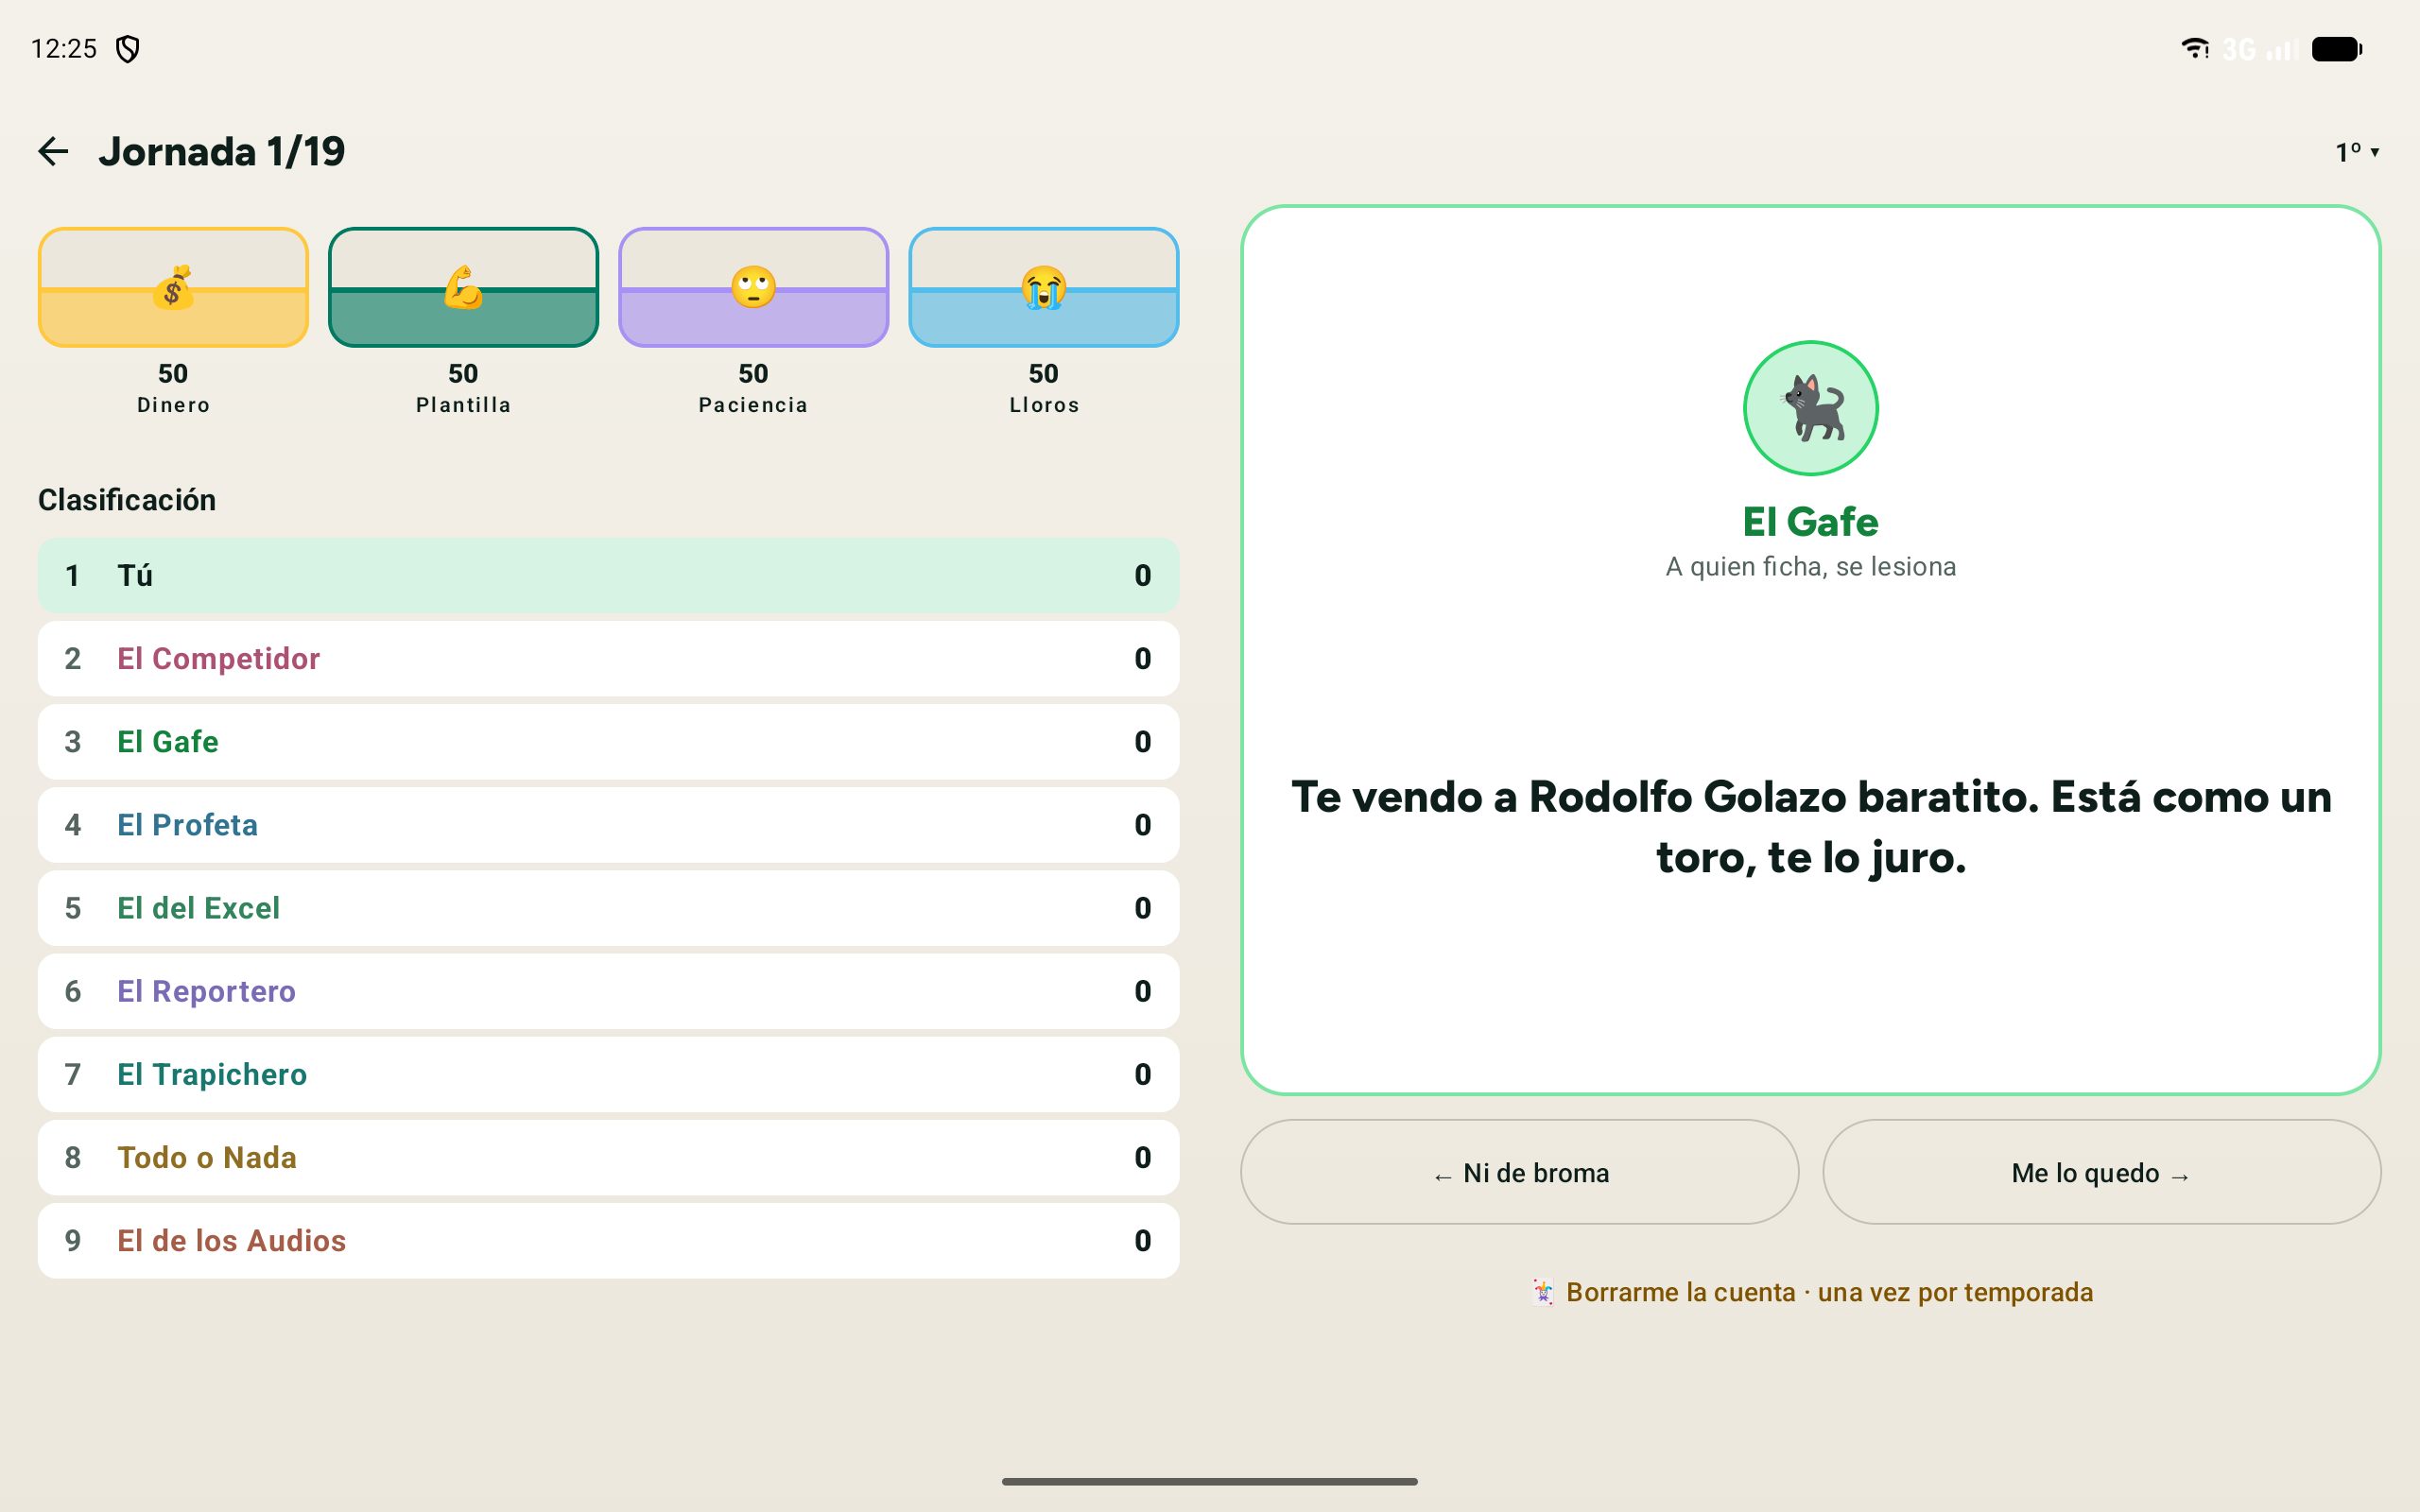 12:25
3G
← Jornada 1/19
1º ▾
50
Dinero
50
Plantilla
50
Paciencia
50
Lloros
Clasificación
1 Tú 0
2 El Competidor 0
3 El Gafe 0
4 El Profeta 0
5 El del Excel 0
6 El Reportero 0
7 El Trapichero 0
8 Todo o Nada 0
9 El de los Audios 0
El Gafe
A quien ficha, se lesiona
Te vendo a Rodolfo Golazo baratito. Está como un
toro, te lo juro.
← Ni de broma
Me lo quedo →
Borrarme la cuenta · una vez por temporada